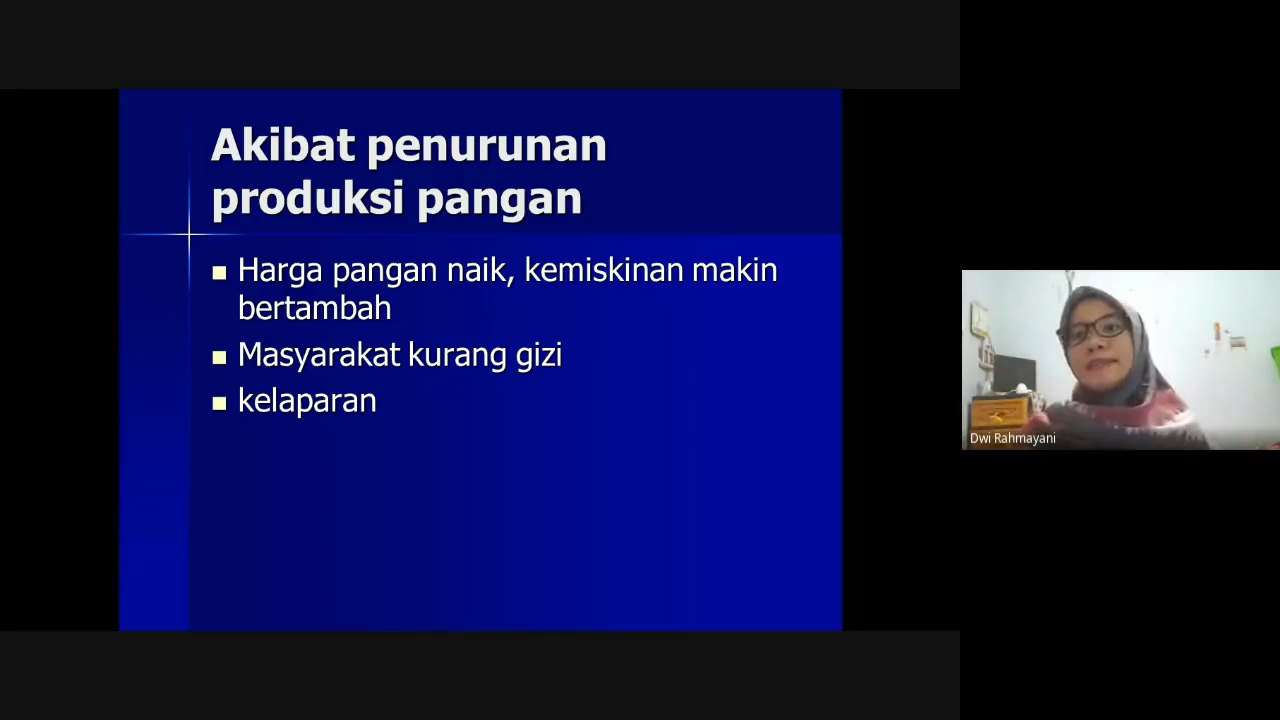 Akibat penurunan
produksi pangan
Harga pangan naik, kemiskinan makin
bertambah
Masyarakat kurang gizi
kelaparan
Dwi Rahmayani